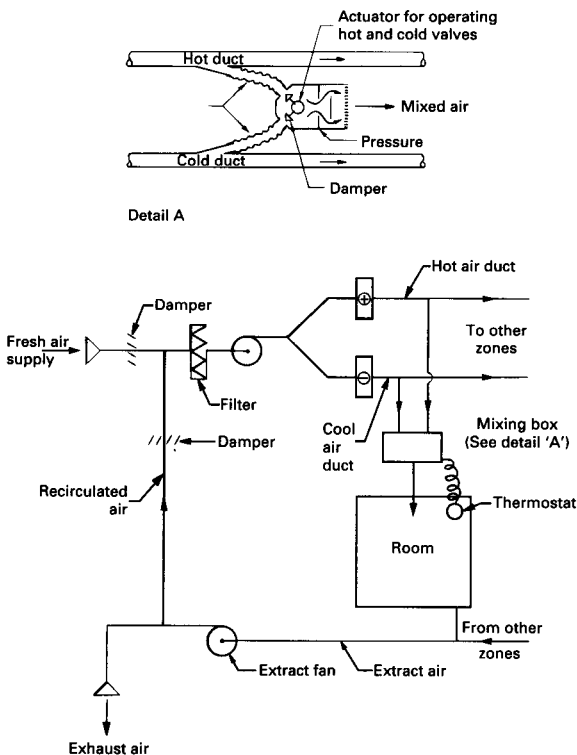 Actuator for operating
hot and cold valves
Hot duct
Mixed air
Pressure
Cold duct
Damper
Detail A
Hot air duct
Damper
Fresh air
supply
To other
zones
Filter
Cool
air
duct
Mixing box
(See detail 'A')
Damper
Recirculated
air
Thermostat
Room
From other
zones
Extract fan
Extract air
Exhaust air